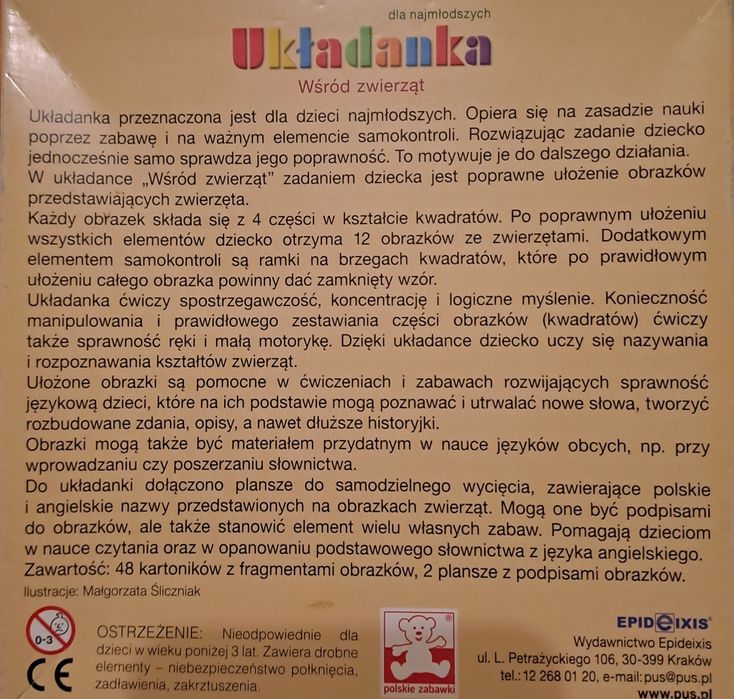 dla najmłodszych
Układanka
Wśród zwierząt
Układanka przeznaczona jest dla dzieci najmłodszych. Opiera się na zasadzie nauki
poprzez zabawę i na ważnym elemencie samokontroli. Rozwiązując zadanie dziecko
jednocześnie samo sprawdza jego poprawność. To motywuje je do dalszego działania.
W układance „Wśród zwierząt” zadaniem dziecka jest poprawne ułożenie obrazków
przedstawiających zwierzęta.
Każdy obrazek składa się z 4 części w kształcie kwadratów. Po poprawnym ułożeniu
wszystkich elementów dziecko otrzyma 12 obrazków ze zwierzętami. Dodatkowym
elementem samokontroli są ramki na brzegach kwadratów, które po prawidłowym
ułożeniu całego obrazka powinny dać zamknięty wzór.
Układanka ćwiczy spostrzegawczość, koncentrację i logiczne myślenie. Konieczność
manipulowania i prawidłowego zestawiania części obrazków (kwadratów) ćwiczy
także sprawność ręki i małą motorykę. Dzięki układance dziecko uczy się nazywania
i rozpoznawania kształtów zwierząt.
Ułożone obrazki są pomocne w ćwiczeniach i zabawach rozwijających sprawność
językową dzieci, które na ich podstawie mogą poznawać i utrwalać nowe słowa, tworzyć
rozbudowane zdania, opisy, a nawet dłuższe historyjki.
Obrazki mogą także być materiałem przydatnym w nauce języków obcych, np. przy
wprowadzaniu czy poszerzaniu słownictwa.
Do układanki dołączono plansze do samodzielnego wycięcia, zawierające polskie
i angielskie nazwy przedstawionych na obrazkach zwierząt. Mogą one być podpisami
do obrazków, ale także stanowić element wielu własnych zabaw. Pomagają dzieciom
w nauce czytania oraz w opanowaniu podstawowego słownictwa z języka angielskiego.
Zawartość: 48 kartoników z fragmentami obrazków, 2 plansze z podpisami obrazków.
Ilustracje: Małgorzata Śliczniak
0-3
CE
OSTRZEŻENIE: Nieodpowiednie dla
dzieci w wieku poniżej 3 lat. Zawiera drobne
elementy – niebezpieczeństwo połknięcia,
zadławienia, zakrztuszenia.
®
polskie zabawki
EPIDEIXIS®
Wydawnictwo Epideixis
ul. L. Petrażyckiego 106, 30-399 Kraków
tel.: 12 268 01 20, e-mail: pus@pus.pl
www.pus.pl